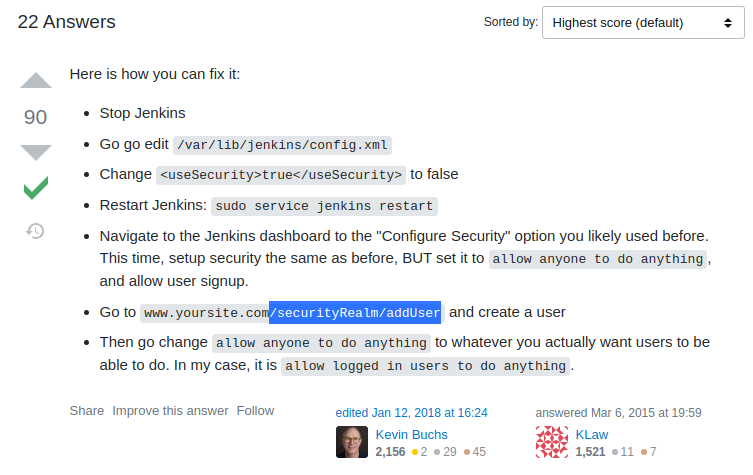 22 Answers
Sorted by: Highest score (default)
Here is how you can fix it:
90
Stop Jenkins
Go go edit /var/lib/jenkins/config.xml
Change <useSecurity>true</useSecurity> to false
Restart Jenkins: sudo service jenkins restart
Navigate to the Jenkins dashboard to the "Configure Security" option you likely used before.
This time, setup security the same as before, BUT set it to allow anyone to do anything,
and allow user signup.
Go to www.yoursite.com/securityRealm/addUser and create a user
Then go change allow anyone to do anything to whatever you actually want users to be
able to do. In my case, it is allow logged in users to do anything.
Share Improve this answer Follow
edited Jan 12, 2018 at 16:24
Kevin Buchs
2,156 2 29 45
answered Mar 6, 2015 at 19:59
KLaw
1,521 11 7